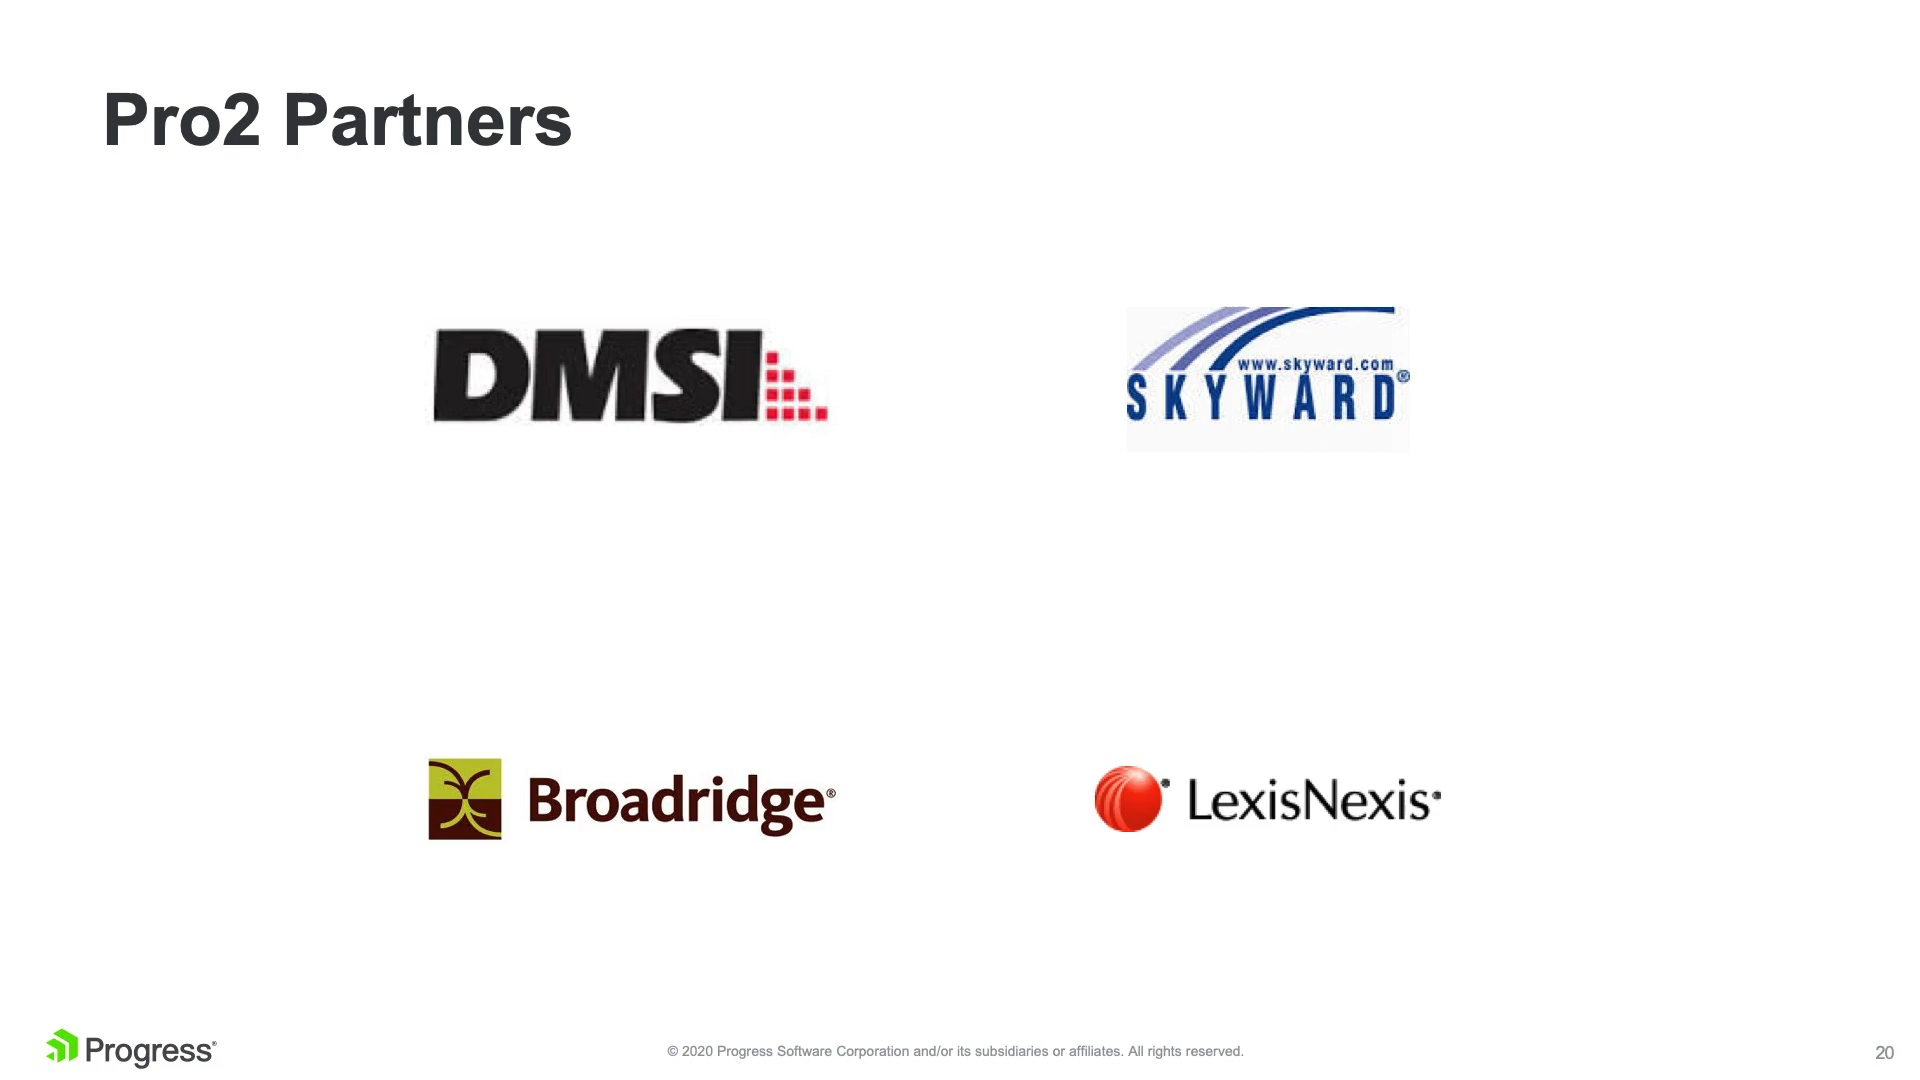 Pro2 Partners
DMSI
www.skyward.com
SKYWARD®
Broadridge®
LexisNexis®
Progress®
© 2020 Progress Software Corporation and/or its subsidiaries or affiliates. All rights reserved.
20